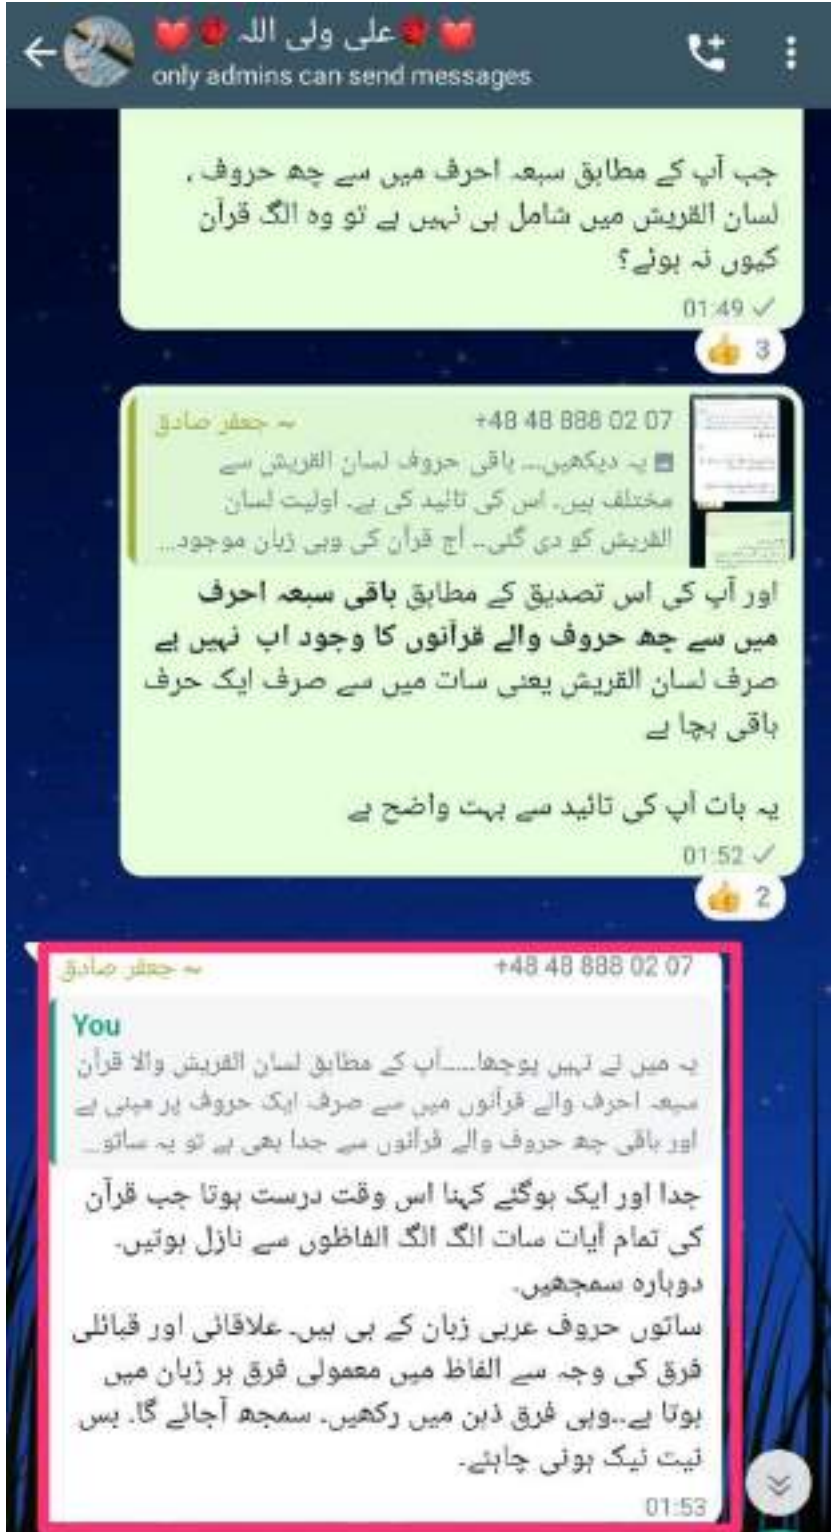 علی ولی اللہ
only admins can send messages
جب آپ کے مطابق سبعہ احرف میں سے چھ حروف ،
لسان القریش میں شامل ہی نہیں ہے تو وہ الگ قرآن
کیوں نہ ہوئے؟
01:49
3
~ جعفر صادق
+48 48 888 02 07
یہ دیکھیں... باقی حروف لسان القریش سے
مختلف ہیں۔ اس کی تائید کی ہے۔ اولیت لسان
القریش کو دی گئی.. آج قرآن کی وہی زبان موجود...
اور آپ کی اس تصدیق کے مطابق باقی سبعہ احرف
میں سے چھ حروف والے قرآنوں کا وجود اب نہیں ہے
صرف لسان القریش یعنی سات میں سے صرف ایک حرف
باقی بچا ہے
یہ بات آپ کی تائید سے بہت واضح ہے
01:52
2
~ جعفر صادق
+48 48 888 02 07
You
یہ میں نے نہیں پوچھا.....آپ کے مطابق لسان القریش والا قرآن
سبعہ احرف والے قرآنوں میں سے صرف ایک حروف پر مبنی ہے
اور باقی چھ حروف والے قرآنوں سے جدا بھی ہے تو یہ ساتو...
جدا اور ایک ہوگئے کہنا اس وقت درست ہوتا جب قرآن
کی تمام آیات سات الگ الگ الفاظوں سے نازل ہوتیں۔
دوبارہ سمجھیں۔
ساتوں حروف عربی زبان کے ہی ہیں۔ علاقائی اور قبائلی
فرق کی وجہ سے الفاظ میں معمولی فرق ہر زبان میں
ہوتا ہے..وہی فرق ذہن میں رکھیں۔ سمجھ آجائے گا۔ بس
نیت نیک ہونی چاہئے۔
01:53